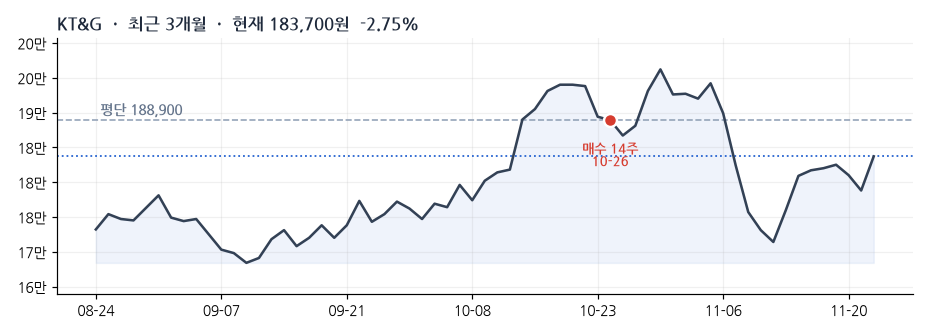 KT&G · 최근 3개월 · 현재 183,700원 -2.75%
20만
20만
19만
18만
18만
18만
17만
16만
평단 188,900
매수 14주
10-26
08-24 09-07 09-21 10-08 10-23 11-06 11-20